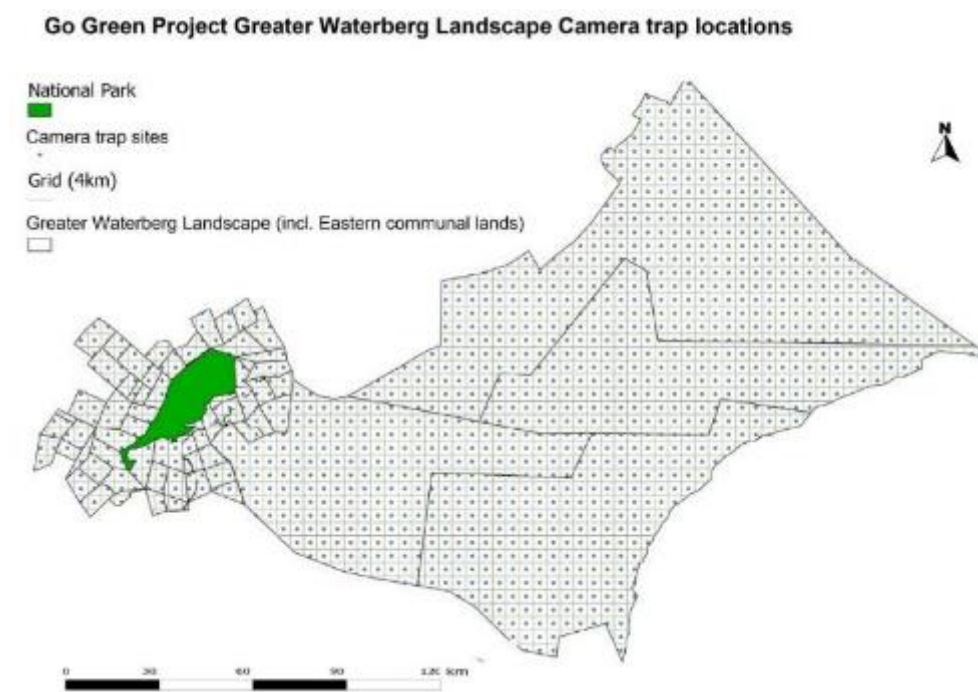 Go Green Project Greater Waterberg Landscape Camera trap locations
National Park
Camera trap sites
Grid (4km)
Greater Waterberg Landscape (incl. Eastern communal lands)
N
0 30 60 90 120 km